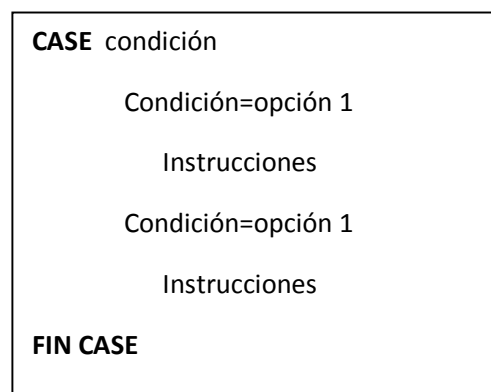 CASE condición
Condición=opción 1
Instrucciones
Condición=opción 1
Instrucciones
FIN CASE